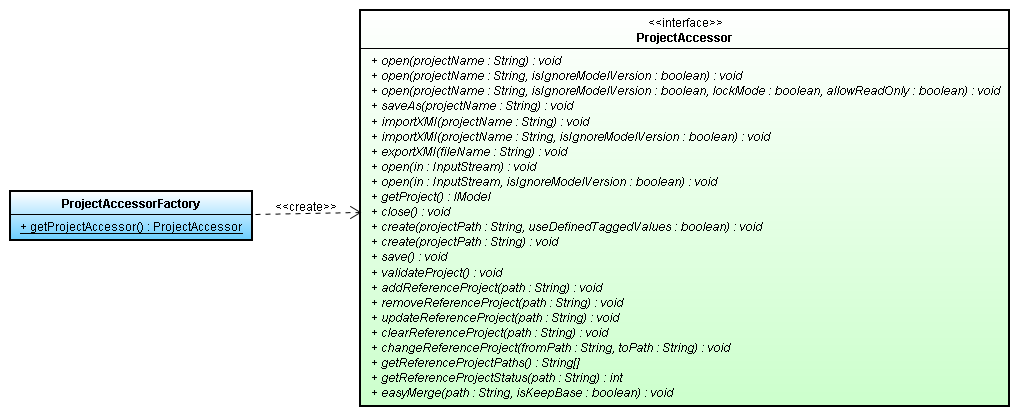 <<interface>>
ProjectAccessor
+ open(projectName : String) : void
+ open(projectName : String, isIgnoreModelVersion : boolean) : void
+ open(projectName : String, isIgnoreModelVersion : boolean, lockMode : boolean, allowReadOnly : boolean) : void
+ saveAs(projectName : String) : void
+ importXMI(projectName : String) : void
+ importXMI(projectName : String, isIgnoreModelVersion : boolean) : void
+ exportXMI(fileName : String) : void
+ open(in : InputStream) : void
+ open(in : InputStream, isIgnoreModelVersion : boolean) : void
+ getProject() : IModel
+ close() : void
+ create(projectPath : String, useDefinedTaggedValues : boolean) : void
+ create(projectPath : String) : void
+ save() : void
+ validateProject() : void
+ addReferenceProject(path : String) : void
+ removeReferenceProject(path : String) : void
+ updateReferenceProject(path : String) : void
+ clearReferenceProject(path : String) : void
+ changeReferenceProject(fromPath : String, toPath : String) : void
+ getReferenceProjectPaths() : String[]
+ getReferenceProjectStatus(path : String) : int
+ easyMerge(path : String, isKeepBase : boolean) : void
ProjectAccessorFactory
+ getProjectAccessor() : ProjectAccessor
<<create>>